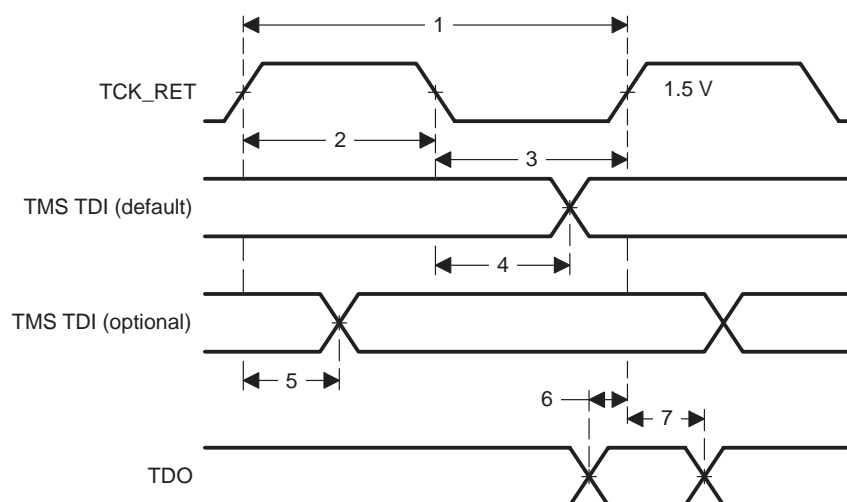 1
TCK_RET
1.5 V
2
3
TMS TDI (default)
4
TMS TDI (optional)
5
6
7
TDO